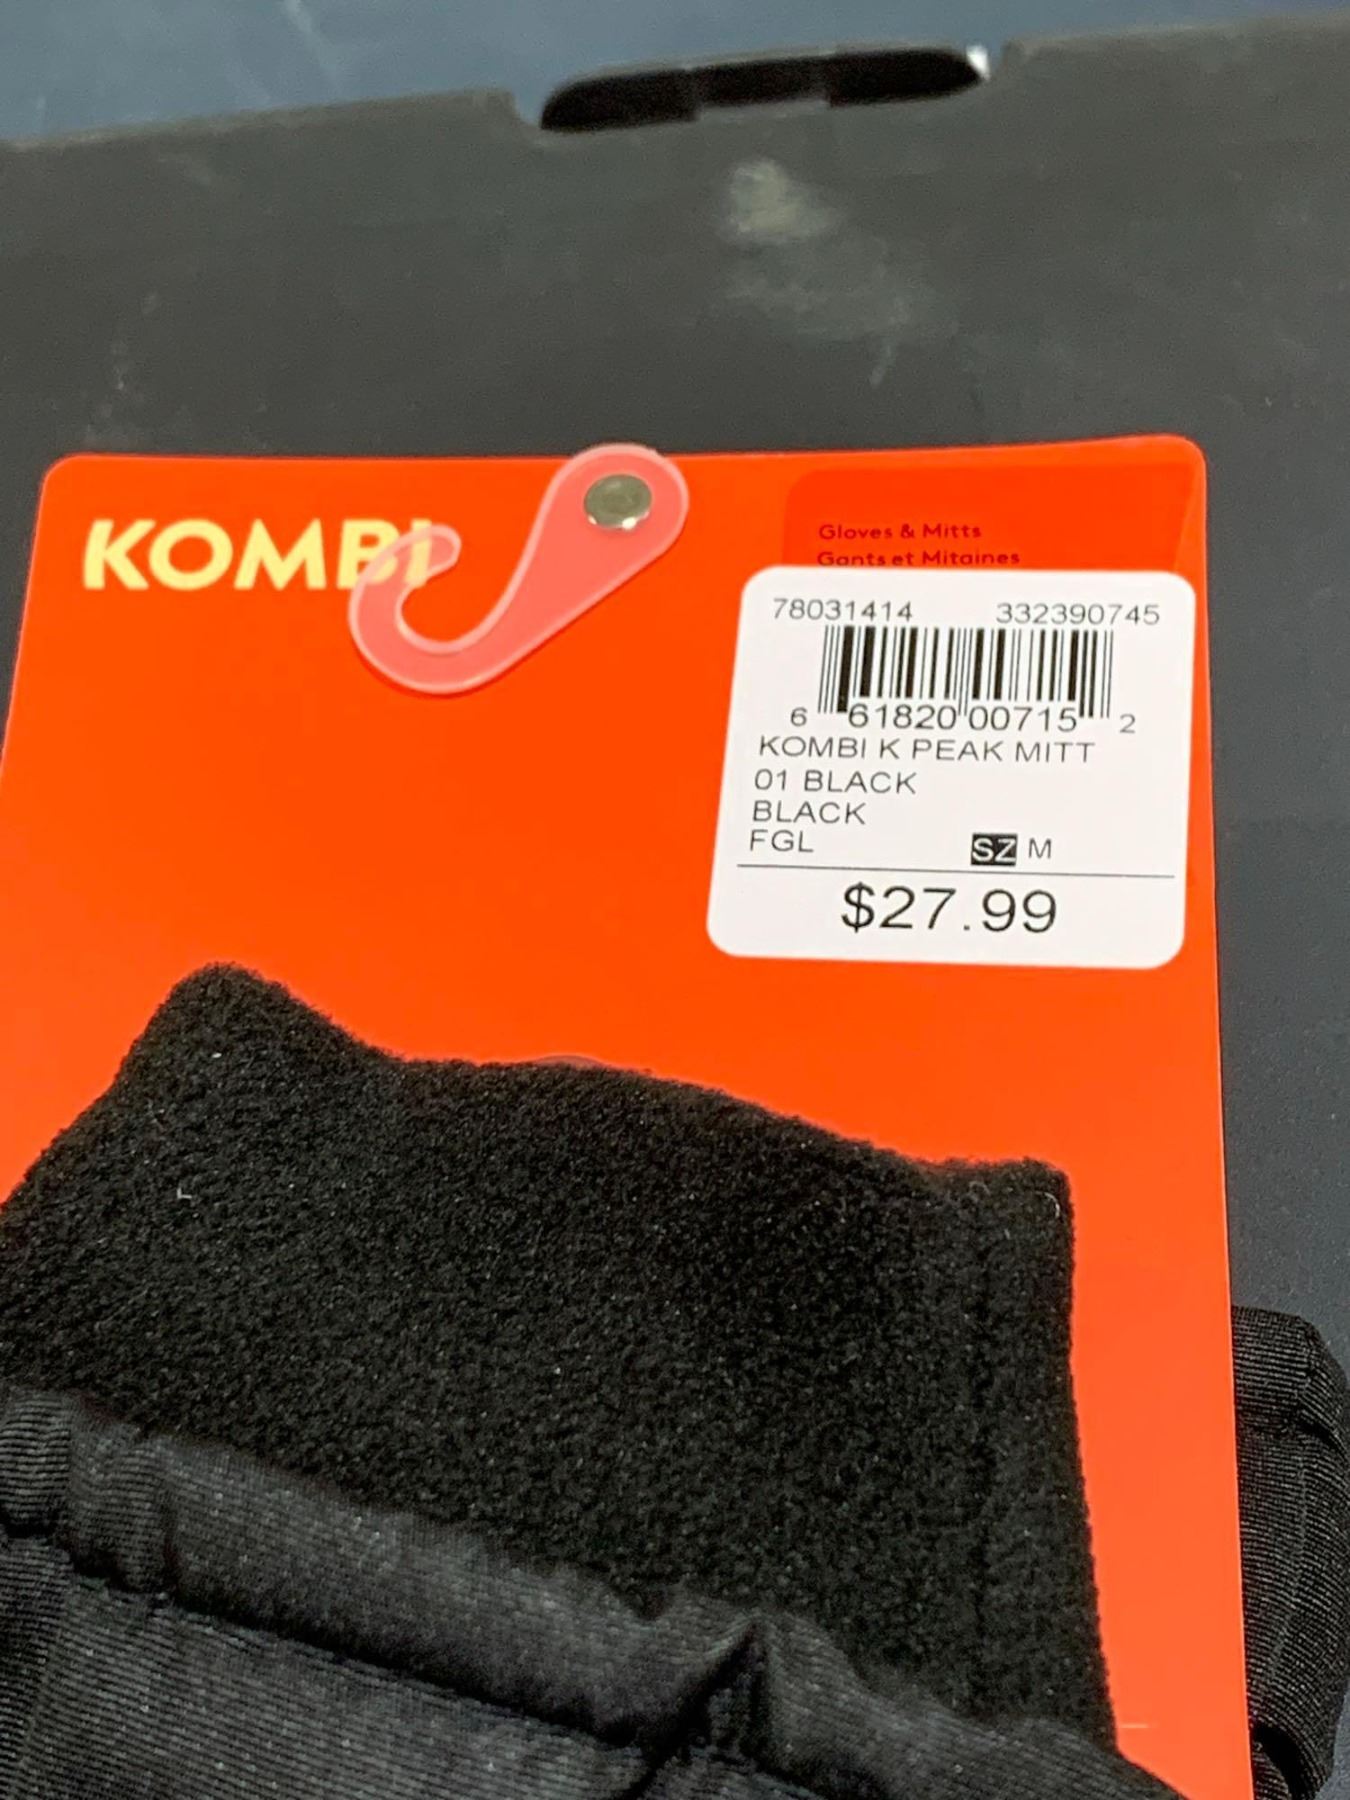 KOMBI
Gloves & Mitts
Gants et Mitaines
78031414 332390745
6 61820 00715 2
KOMBI K PEAK MITT
01 BLACK
BLACK
FGL SZ M
$27.99